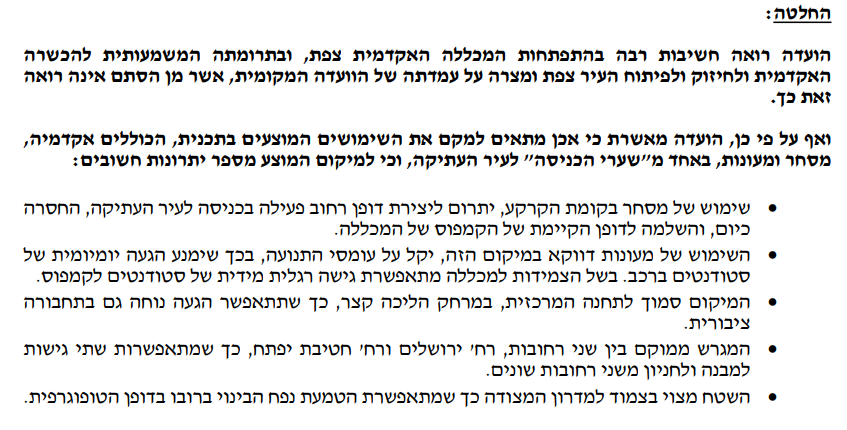 החלטה:
הועדה רואה חשיבות רבה בהתפתחות המכללה האקדמית צפת, ובתרומתה המשמעותית להכשרה
האקדמית ולחיזוק ולפיתוח העיר צפת ומצרה על עמדתה של הוועדה המקומית, אשר מן הסתם אינה רואה
זאת כך.
ואף על פי כן, הועדה מאשרת כי אכן מתאים למקם את השימושים המוצעים בתכנית, הכוללים אקדמיה,
מסחר ומעונות, באחד מ"שערי הכניסה" לעיר העתיקה, וכי למיקום המוצע מספר יתרונות חשובים:
• שימוש של מסחר בקומת הקרקע, יתרום ליצירת דופן רחוב פעילה בכניסה לעיר העתיקה, החסרה
כיום, והשלמה לדופן הקיימת של הקמפוס של המכללה.
• השימוש של מעונות דווקא במיקום הזה, יקל על עומסי התנועה, בכך שימנע הגעה יומיומית של
סטודנטים ברכב. בשל הצמידות למכללה מתאפשרת גישה רגלית מידית של סטודנטים לקמפוס.
• המיקום סמוך לתחנה המרכזית, במרחק הליכה קצר, כך שתתאפשר הגעה נוחה גם בתחבורה
ציבורית.
• המגרש ממוקם בין שני רחובות, רח' ירושלים ורח' חטיבת יפתח, כך שמתאפשרות שתי גישות
למבנה ולחניון משני רחובות שונים.
• השטח מצוי בצמוד למדרון המצודה כך שמתאפשרת הטמעת נפח הבינוי ברובו בדופן הטופוגרפית.